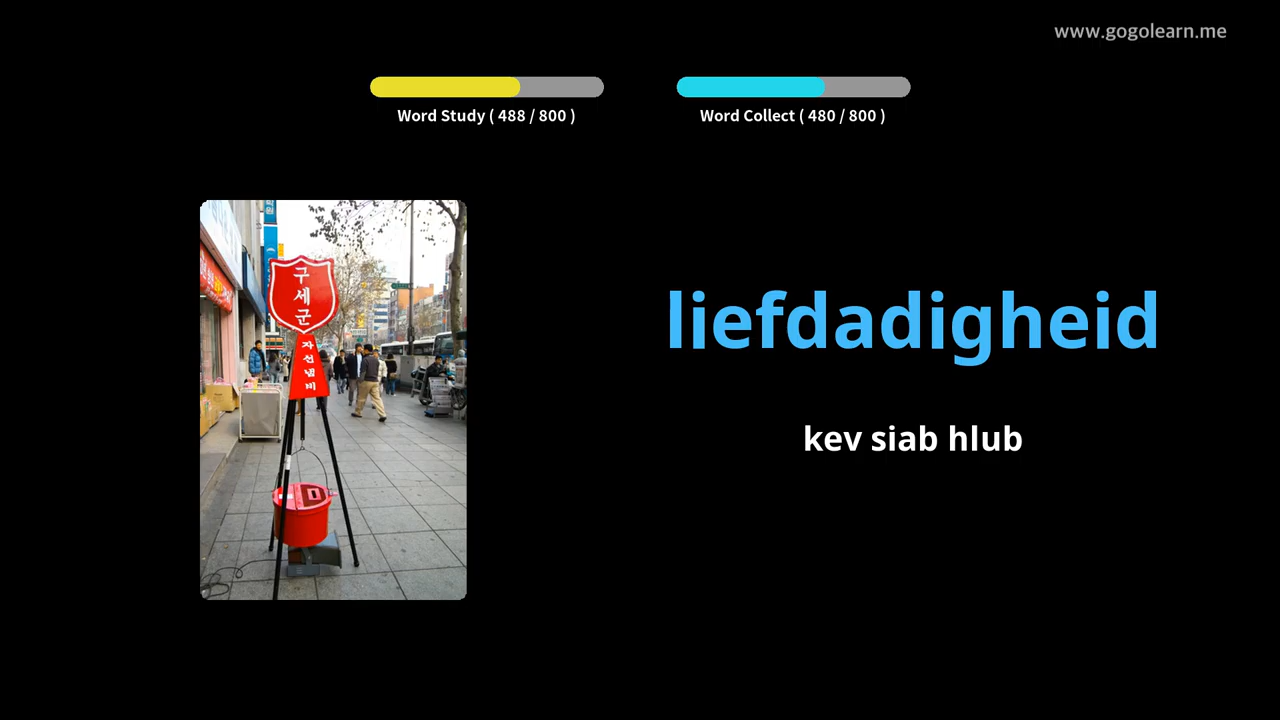 www.gogolearn.me
Word Study ( 488 / 800 )
Word Collect ( 480 / 800 )
구
세
군
자
선
냄
비
liefdadigheid
kev siab hlub